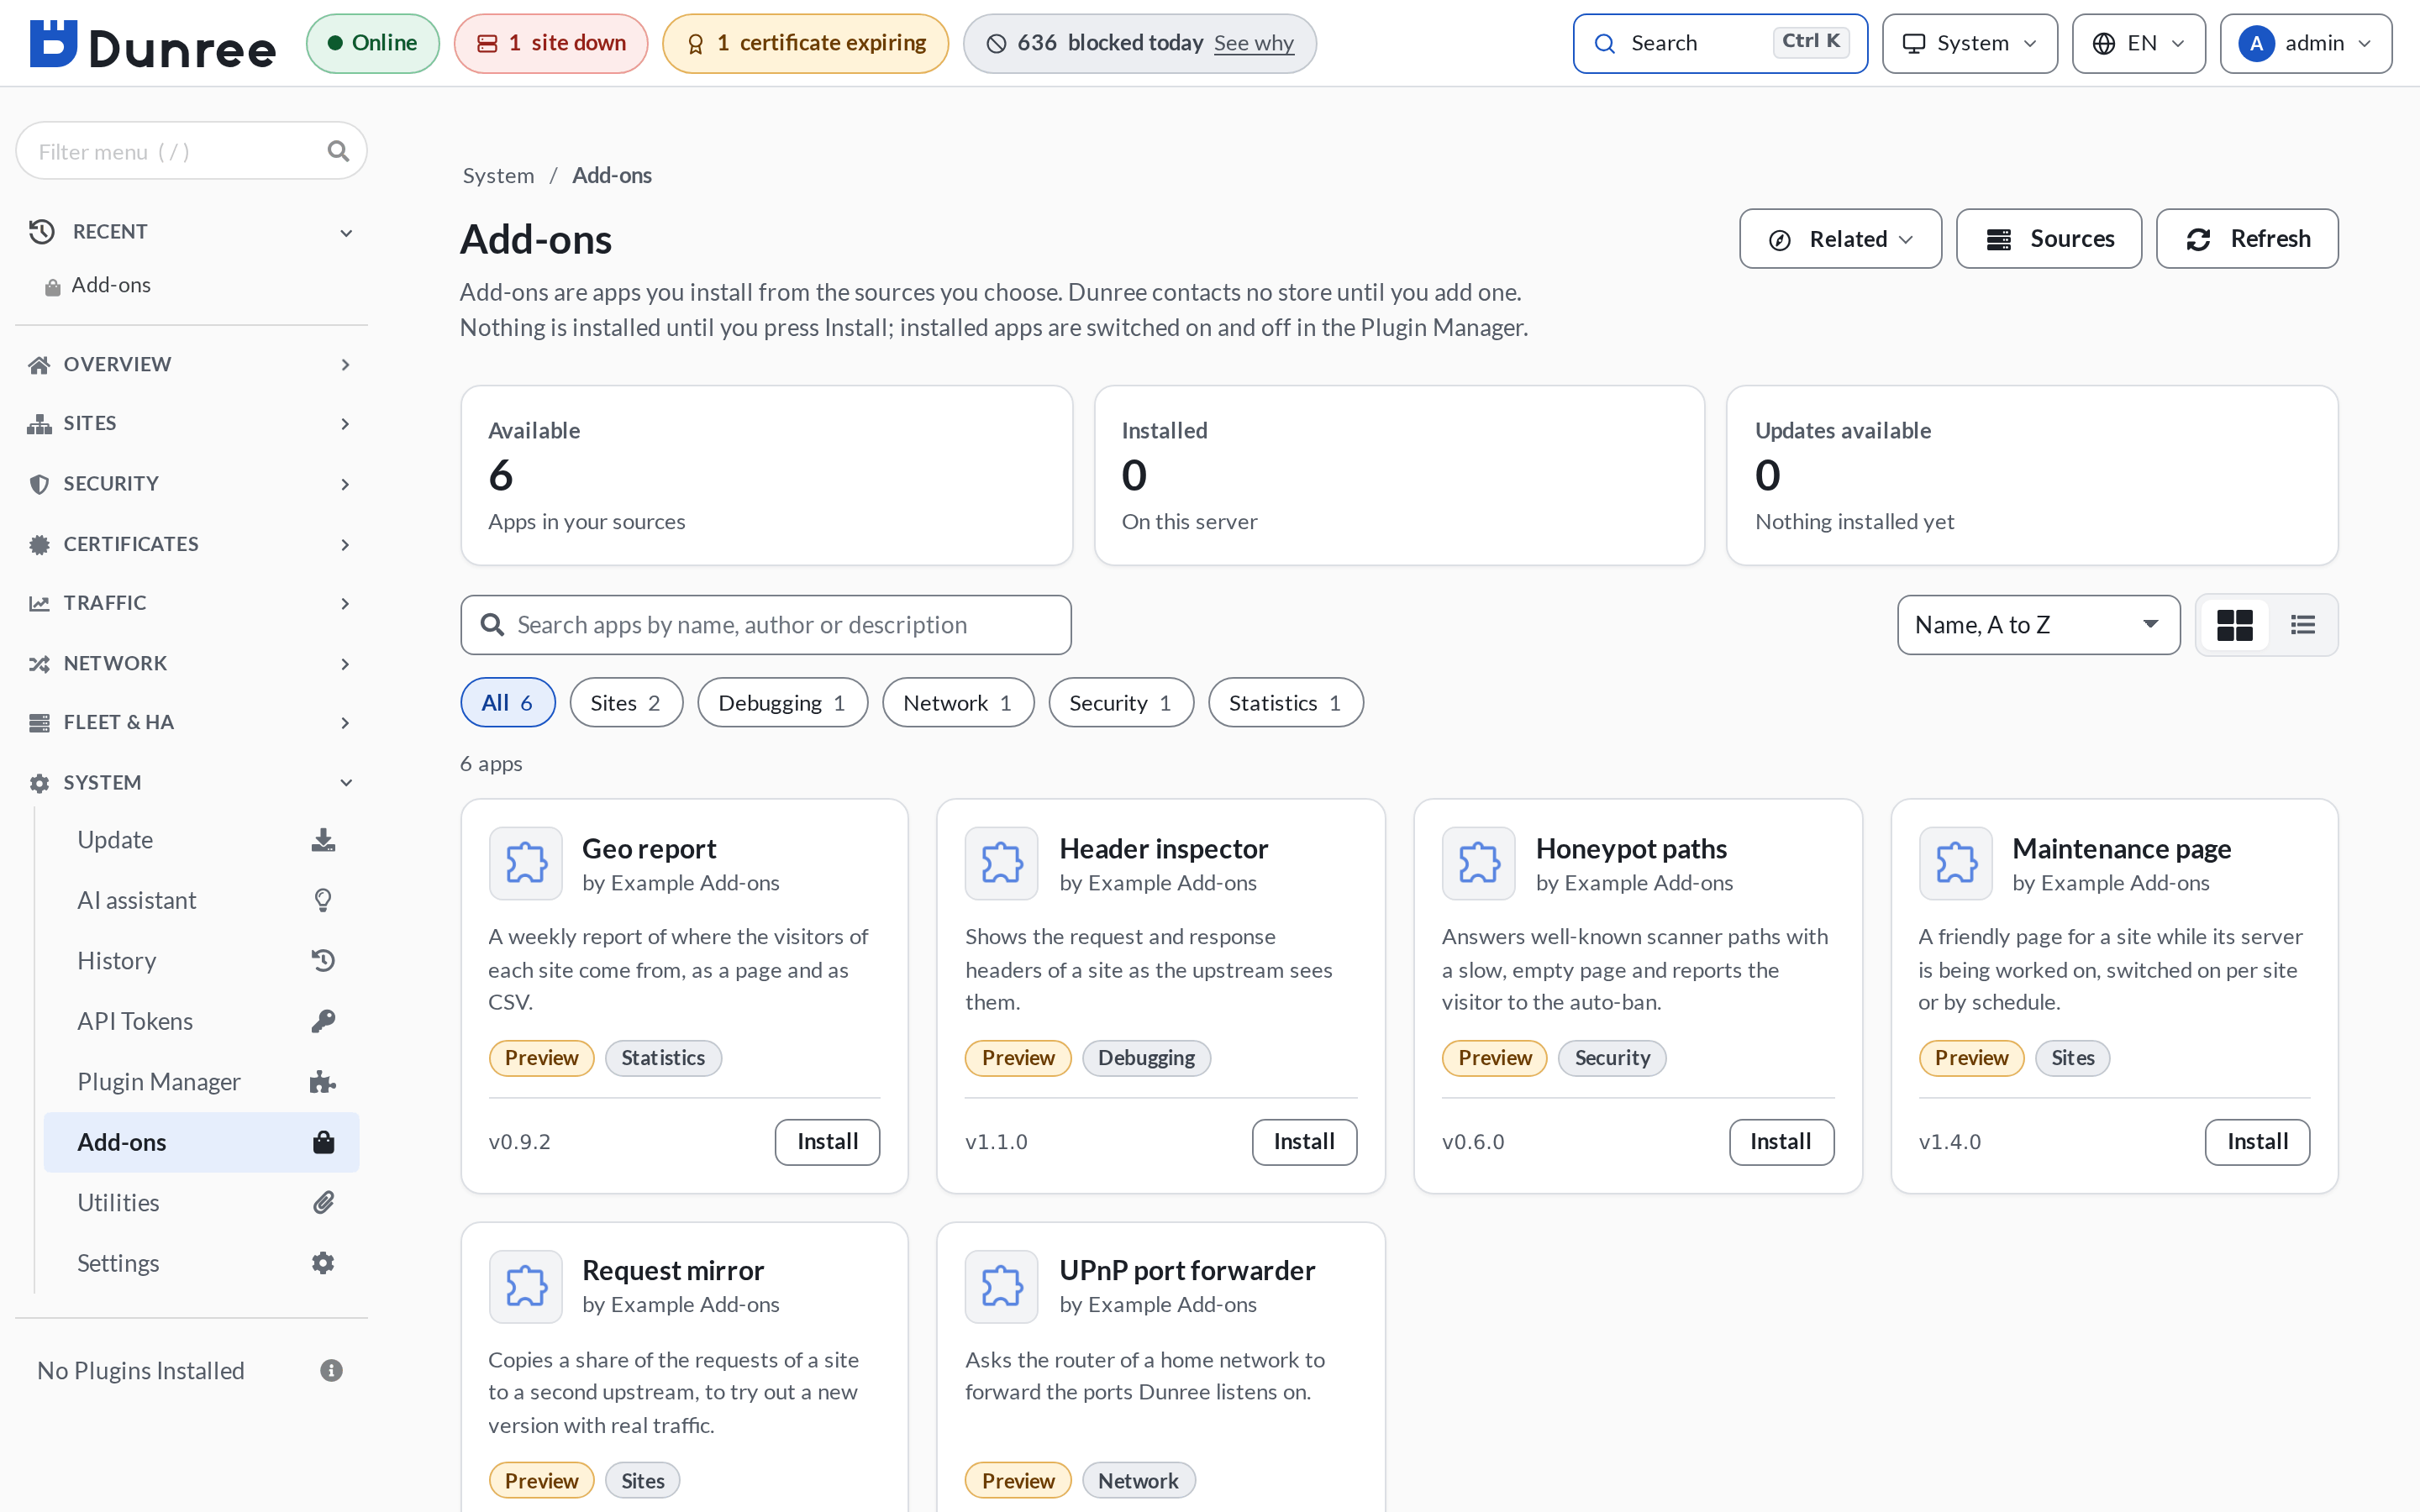 Dunree
Online
1 site down
1 certificate expiring
636 blocked today See why
Search Ctrl K
System
EN
A admin
Filter menu ( / )
RECENT
Add-ons
OVERVIEW
SITES
SECURITY
CERTIFICATES
TRAFFIC
NETWORK
FLEET & HA
SYSTEM
Update
AI assistant
History
API Tokens
Plugin Manager
Add-ons
Utilities
Settings
No Plugins Installed
System / Add-ons
Add-ons
Related
Sources
Refresh
Add-ons are apps you install from the sources you choose. Dunree contacts no store until you add one.
Nothing is installed until you press Install; installed apps are switched on and off in the Plugin Manager.
Available
6
Apps in your sources
Installed
0
On this server
Updates available
0
Nothing installed yet
Search apps by name, author or description
Name, A to Z
All 6
Sites 2
Debugging 1
Network 1
Security 1
Statistics 1
6 apps
Geo report
by Example Add-ons
A weekly report of where the visitors of
each site come from, as a page and as
CSV.
Preview Statistics
v0.9.2 Install
Header inspector
by Example Add-ons
Shows the request and response
headers of a site as the upstream sees
them.
Preview Debugging
v1.1.0 Install
Honeypot paths
by Example Add-ons
Answers well-known scanner paths with
a slow, empty page and reports the
visitor to the auto-ban.
Preview Security
v0.6.0 Install
Maintenance page
by Example Add-ons
A friendly page for a site while its server
is being worked on, switched on per site
or by schedule.
Preview Sites
v1.4.0 Install
Request mirror
by Example Add-ons
Copies a share of the requests of a site
to a second upstream, to try out a new
version with real traffic.
Preview Sites
UPnP port forwarder
by Example Add-ons
Asks the router of a home network to
forward the ports Dunree listens on.
Preview Network